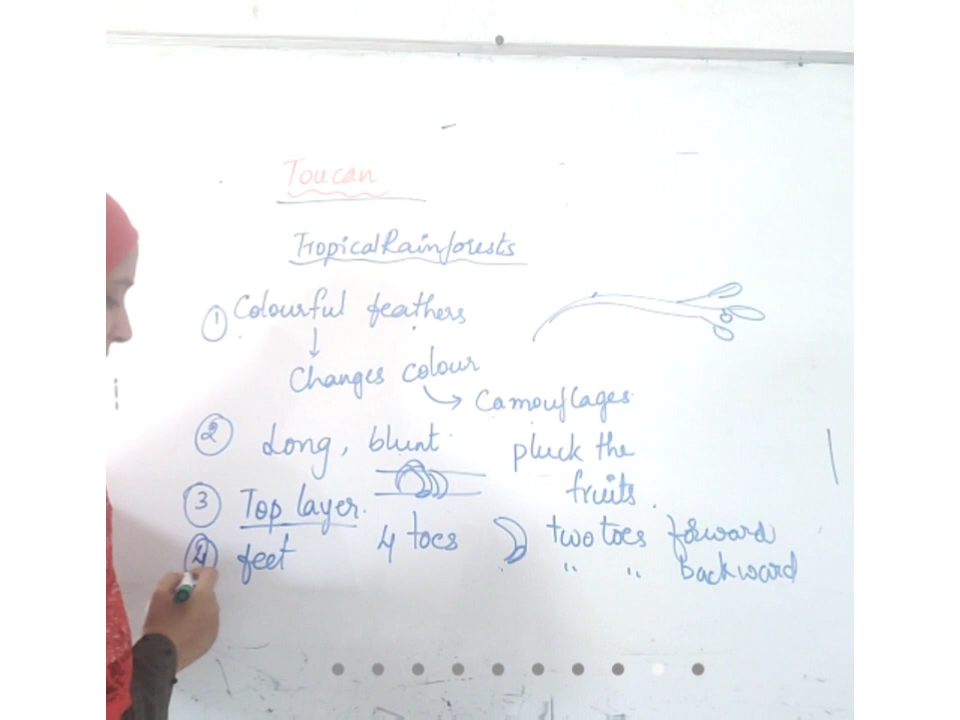 Toucan
Tropical Rainforests
① Colourful feathers
↓
Changes colour
→ Camouflages
② Long, blunt pluck the
fruits.
③ Top layer.
④ feet 4 toes two toes forward
" " backward